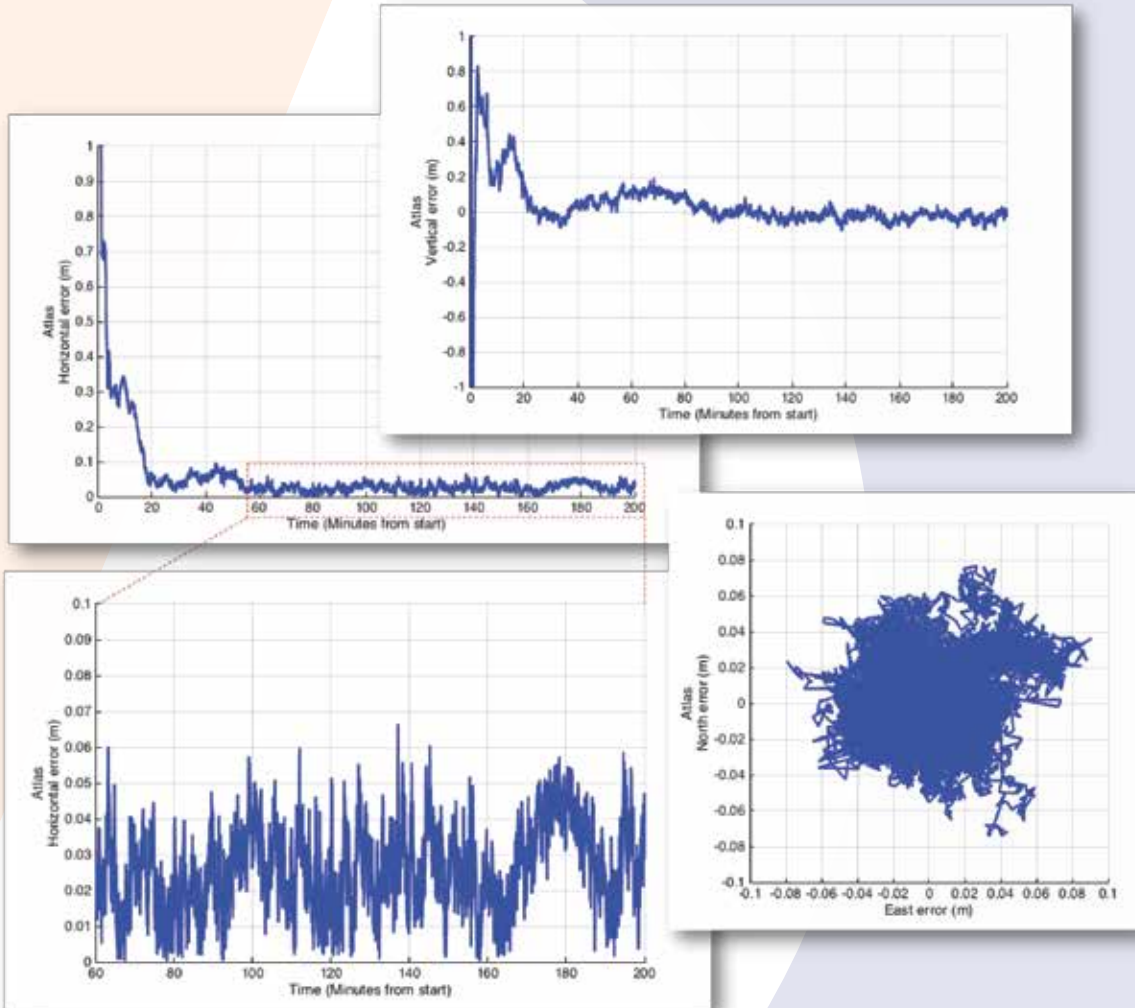 1
0.8
0.6
0.4
0.2
0
-0.2
-0.4
-0.6
-0.8
-1
Atlas
Vertical error (m)
0 20 40 60 80 100 120 140 160 180 200
Time (Minutes from start)
1
0.9
0.8
0.7
0.6
0.5
0.4
0.3
0.2
0.1
0
Atlas
Horizontal error (m)
0 20 40 60 80 100 120 140 160 180 200
Time (Minutes from start)
0.1
0.09
0.08
0.07
0.06
0.05
0.04
0.03
0.02
0.01
0
Atlas
Horizontal error (m)
60 80 100 120 140 160 180 200
Time (Minutes from start)
0.1
0.08
0.06
0.04
0.02
0
-0.02
-0.04
-0.06
-0.08
-0.1
Atlas
North error (m)
-0.1 -0.08 -0.06 -0.04 -0.02 0 0.02 0.04 0.06 0.08 0.1
East error (m)